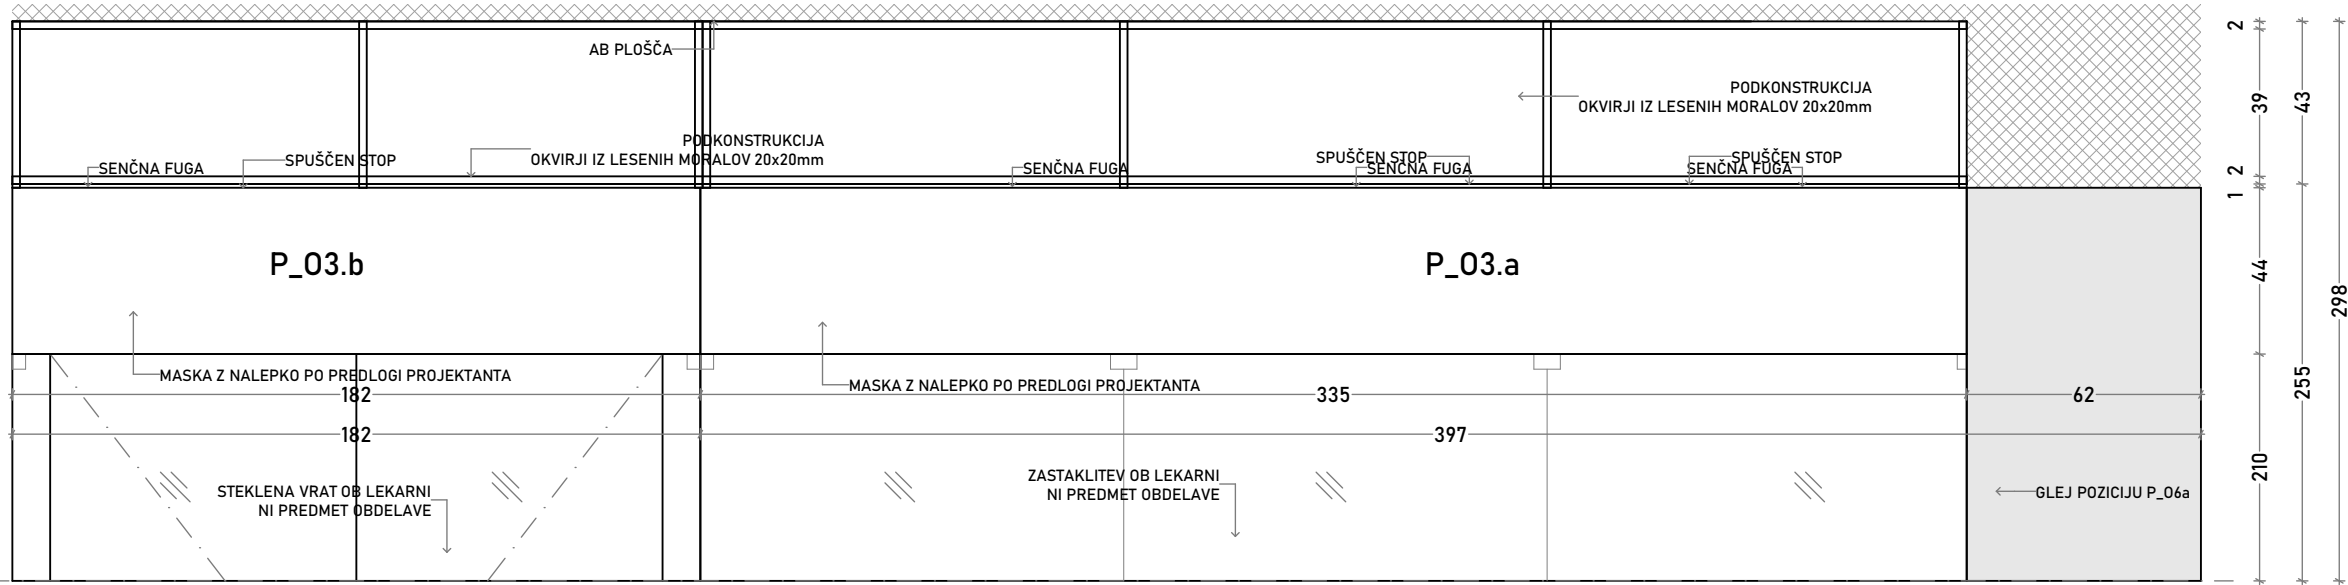 AB PLOŠČA
PODKONSTRUKCIJA
OKVIRJI IZ LESENIH MORALOV 20x20mm
PODKONSTRUKCIJA
OKVIRJI IZ LESENIH MORALOV 20x20mm
SENČNA FUGA
SPUŠČEN STOP
SENČNA FUGA
SPUŠČEN STOP
SENČNA FUGA
SPUŠČEN STOP
SENČNA FUGA
P_03.b
P_03.a
MASKA Z NALEPKO PO PREDLOGI PROJEKTANTA
MASKA Z NALEPKO PO PREDLOGI PROJEKTANTA
182
335
62
182
397
STEKLENA VRAT OB LEKARNI
NI PREDMET OBDELAVE
ZASTAKLITEV OB LEKARNI
NI PREDMET OBDELAVE
GLEJ POZICIJU P_06a
2
39
2
1
44
210
43
255
298